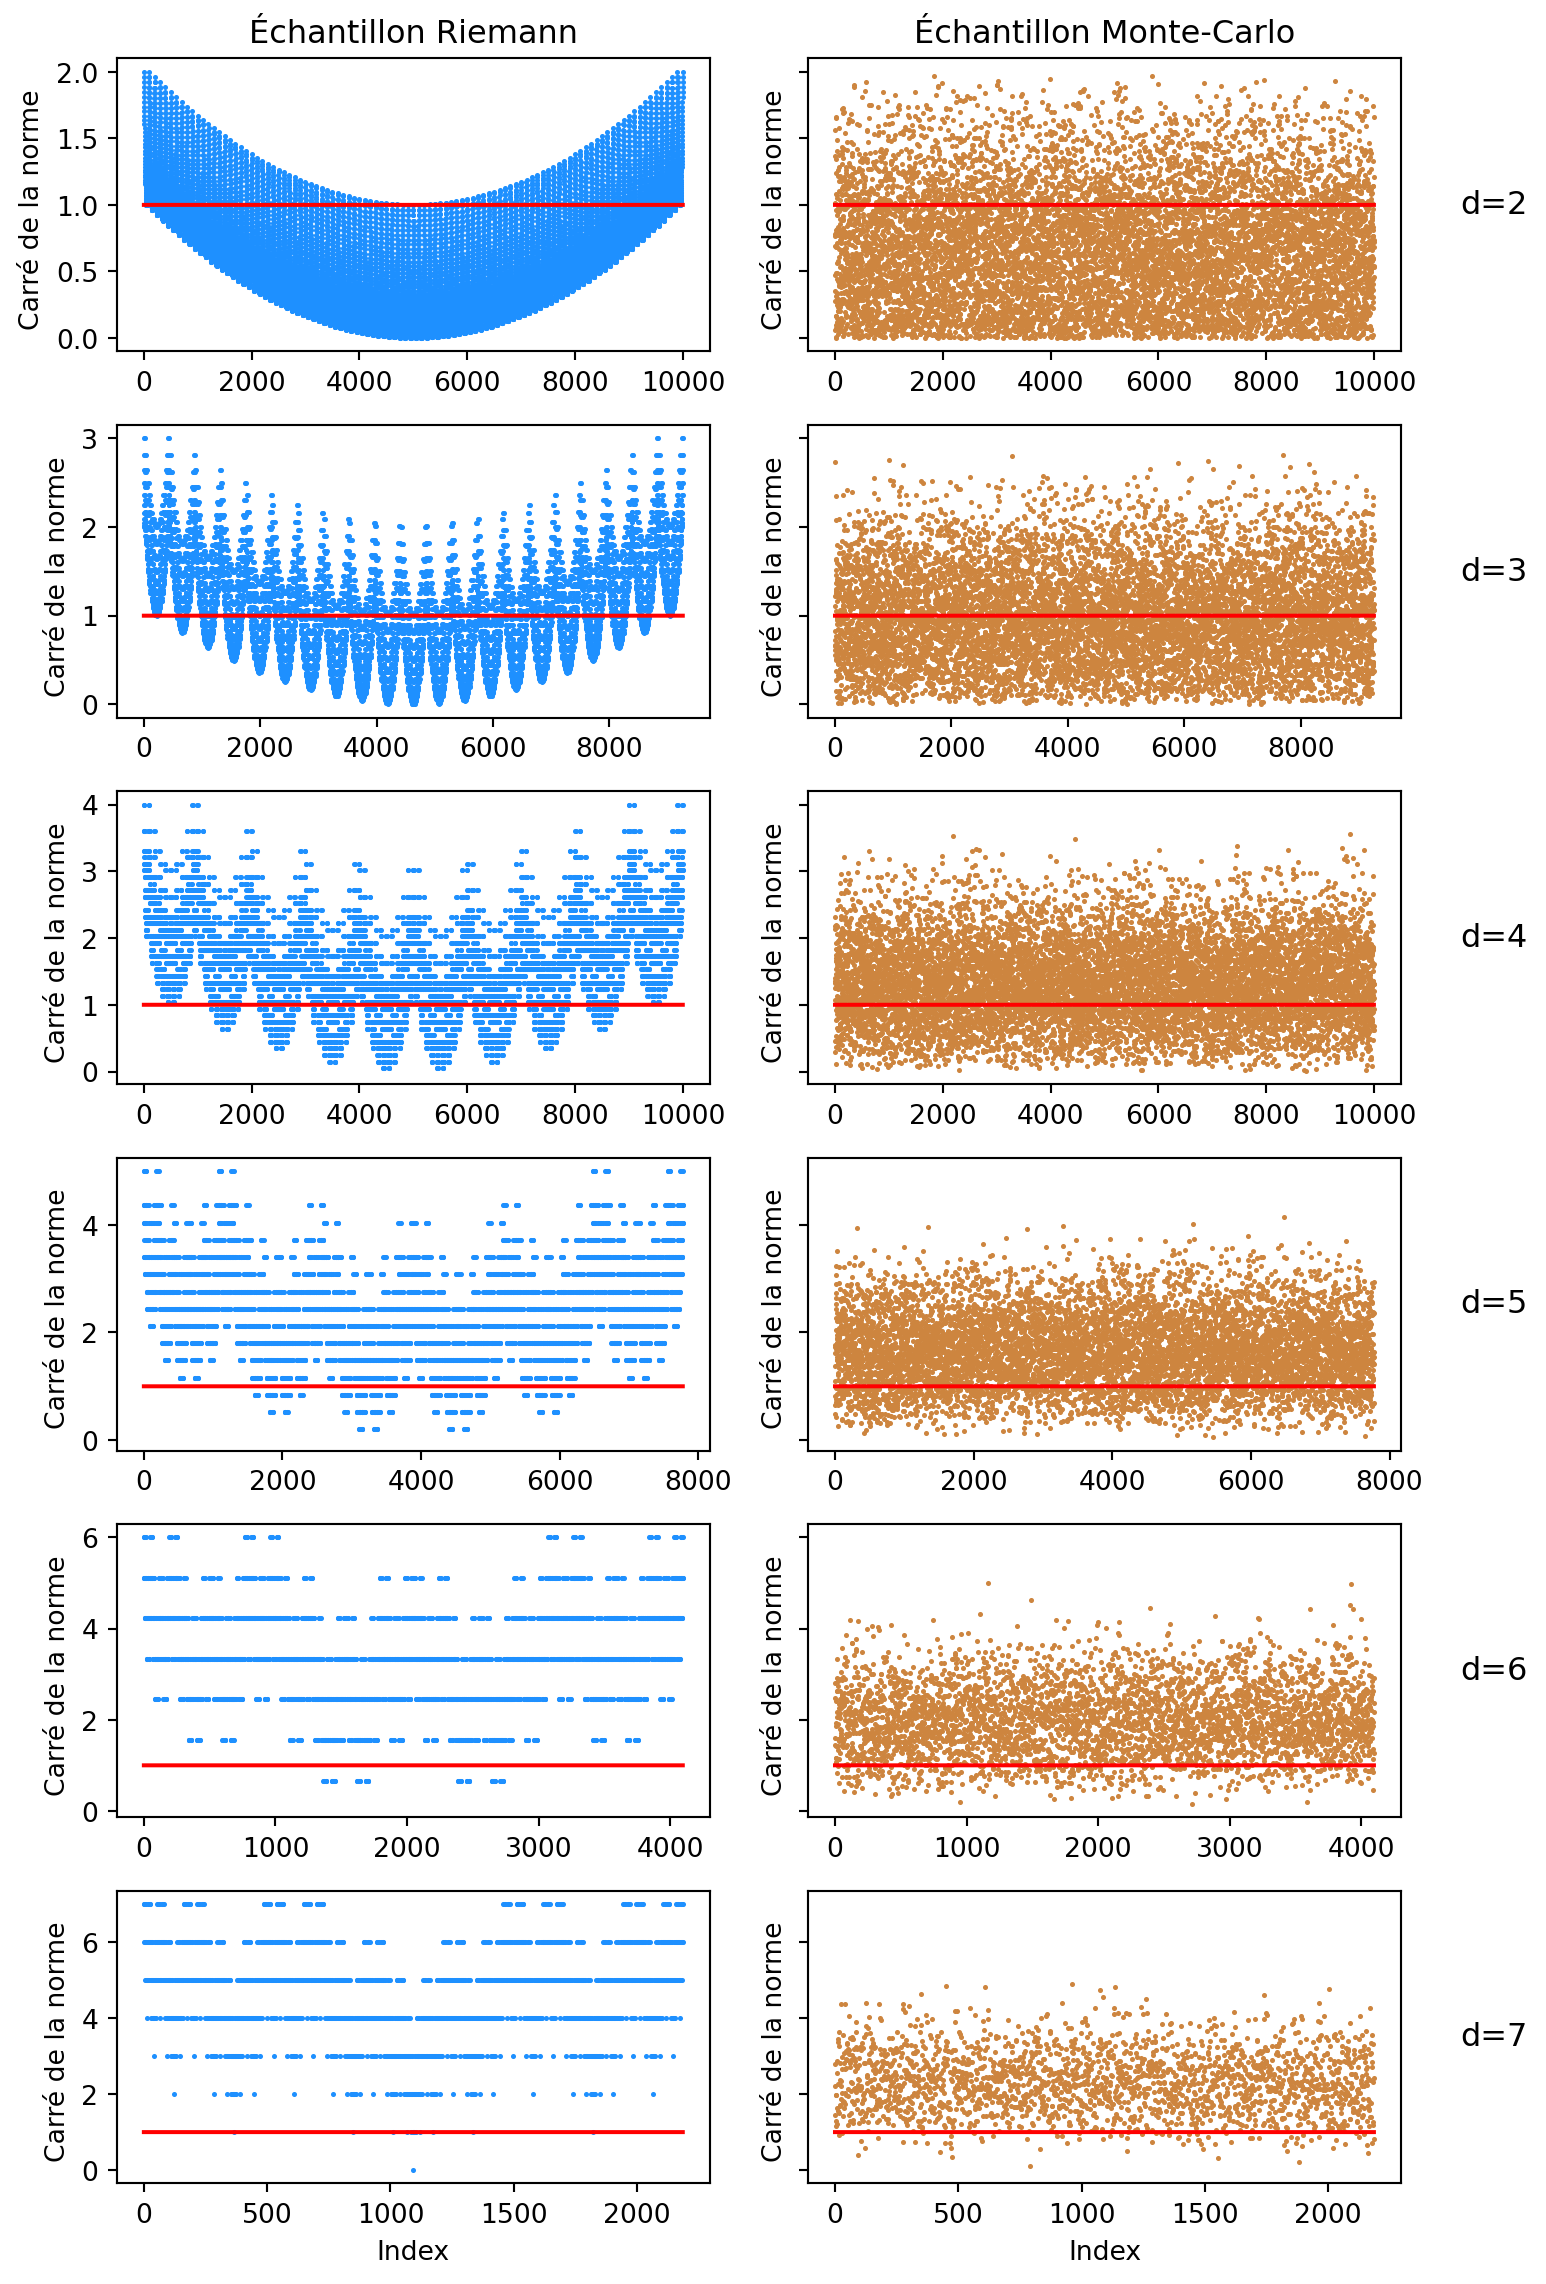 Échantillon Riemann
Échantillon Monte-Carlo
Carré de la norme
2.0
1.5
1.0
0.5
0.0
0 2000 4000 6000 8000 10000
Carré de la norme
0 2000 4000 6000 8000 10000
d=2
Carré de la norme
3
2
1
0
0 2000 4000 6000 8000
Carré de la norme
0 2000 4000 6000 8000
d=3
Carré de la norme
4
3
2
1
0
0 2000 4000 6000 8000 10000
Carré de la norme
0 2000 4000 6000 8000 10000
d=4
Carré de la norme
4
2
0
0 2000 4000 6000 8000
Carré de la norme
0 2000 4000 6000 8000
d=5
Carré de la norme
6
4
2
0
0 1000 2000 3000 4000
Carré de la norme
0 1000 2000 3000 4000
d=6
Carré de la norme
6
4
2
0
0 500 1000 1500 2000
Index
Carré de la norme
0 500 1000 1500 2000
Index
d=7